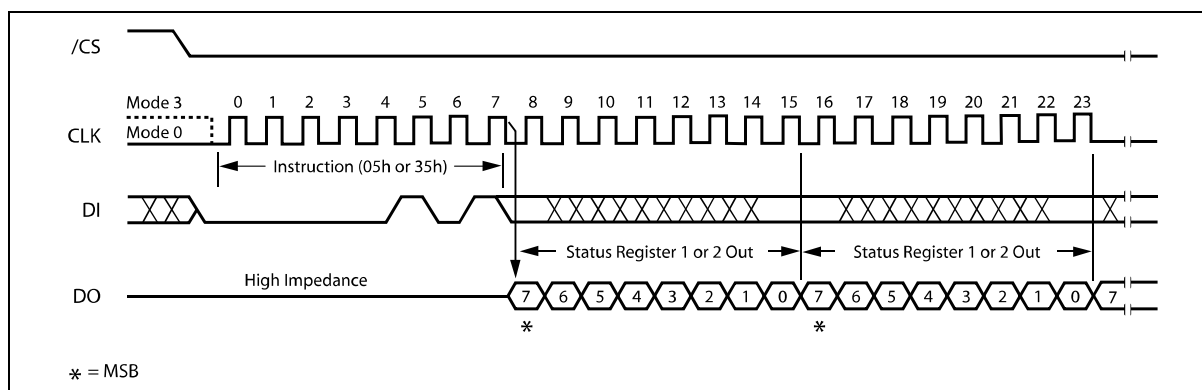 /CS
Mode 3
0 1 2 3 4 5 6 7 8 9 10 11 12 13 14 15 16 17 18 19 20 21 22 23
CLK
Mode 0
Instruction (05h or 35h)
DI
Status Register 1 or 2 Out
Status Register 1 or 2 Out
High Impedance
DO
7 6 5 4 3 2 1 0 7 6 5 4 3 2 1 0 7
* *
* = MSB